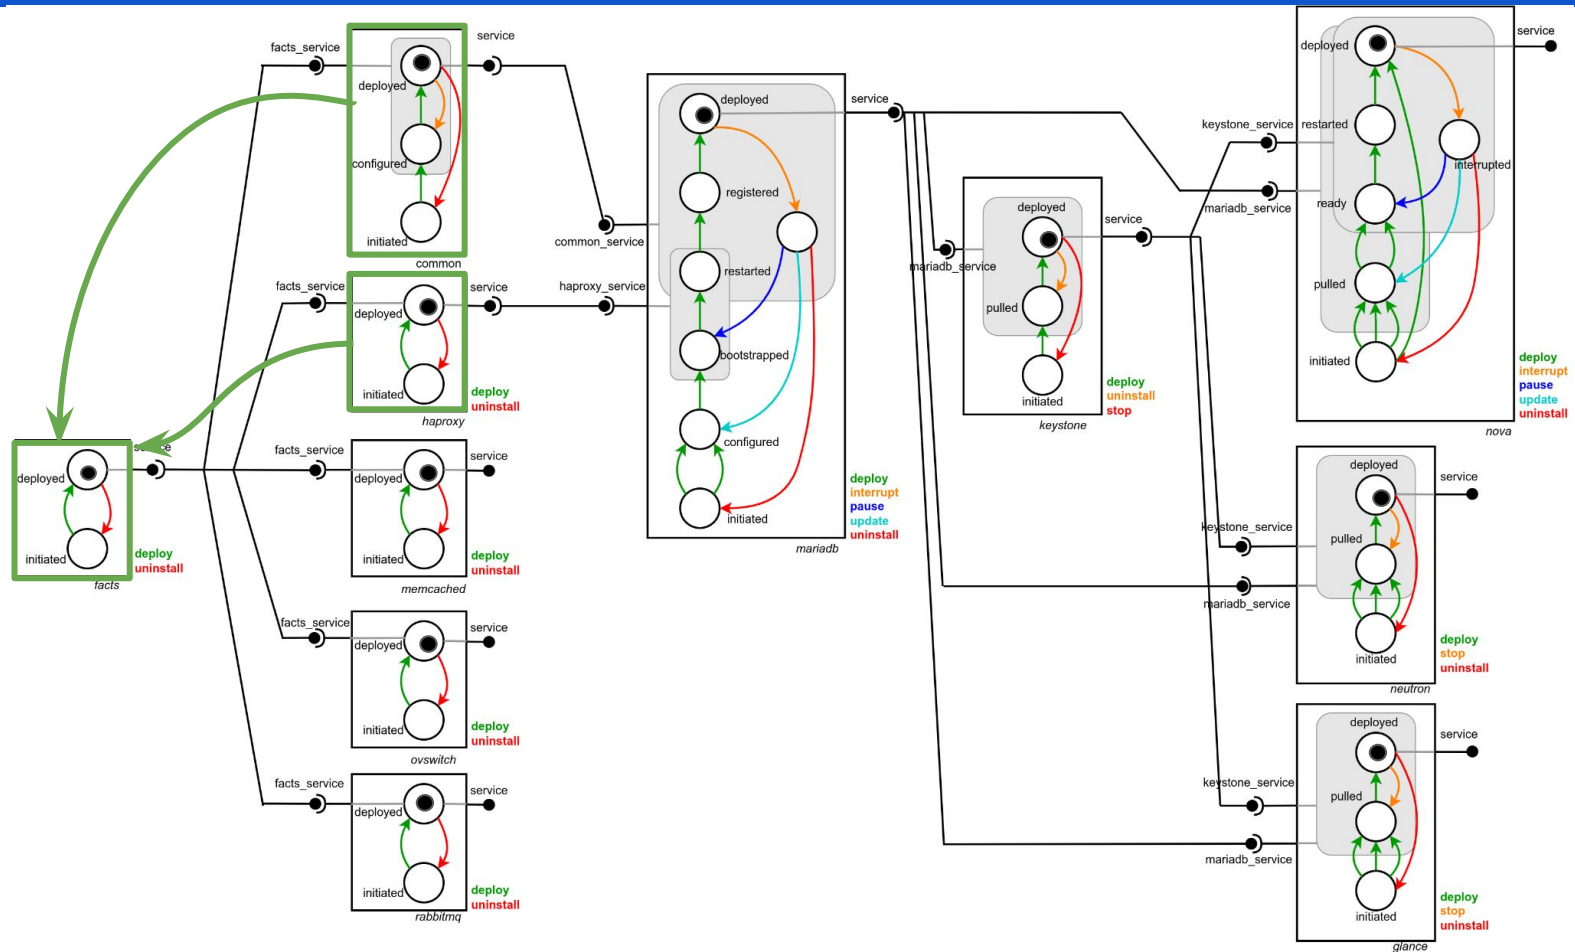 facts_service
service
deployed
configured
initiated
common
facts_service
service
deployed
initiated
deploy
uninstall
haproxy
service
deployed
initiated
deploy
uninstall
facts
facts_service
service
deployed
initiated
deploy
uninstall
memcached
facts_service
service
deployed
initiated
deploy
uninstall
ovswitch
facts_service
service
deployed
initiated
deploy
uninstall
rabbitmq
common_service
haproxy_service
deployed
registered
restarted
bootstrapped
configured
initiated
service
deploy
interrupt
pause
update
uninstall
mariadb
mariadb_service
deployed
pulled
initiated
service
deploy
uninstall
stop
keystone
keystone_service
mariadb_service
deployed
restarted
interrupted
ready
pulled
initiated
service
deploy
interrupt
pause
update
uninstall
nova
keystone_service
mariadb_service
deployed
pulled
initiated
service
deploy
stop
uninstall
neutron
keystone_service
mariadb_service
deployed
pulled
initiated
service
deploy
stop
uninstall
glance